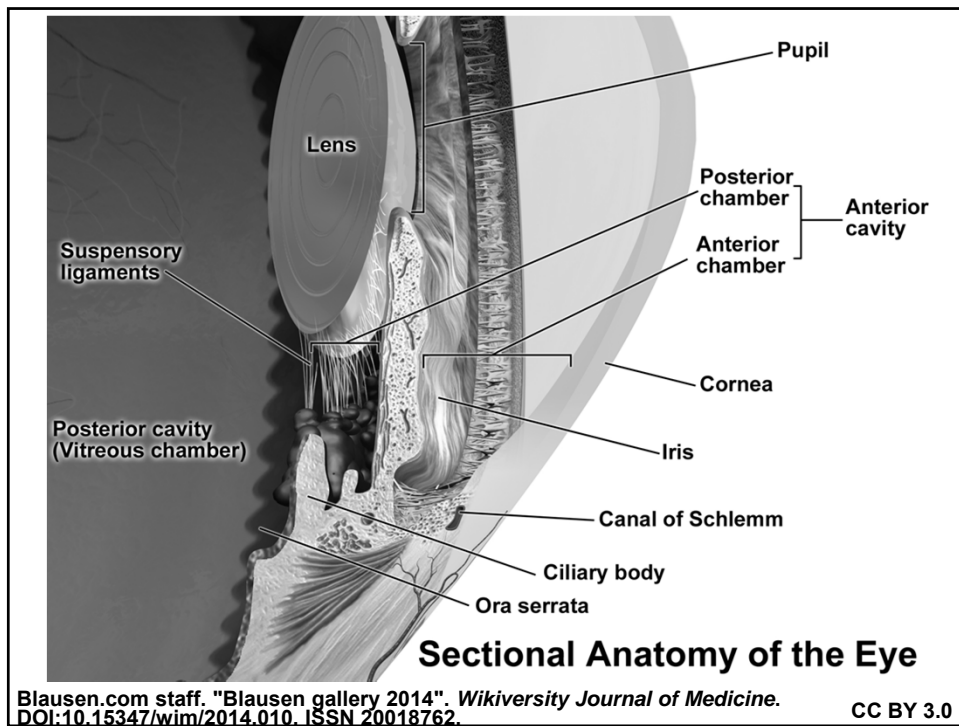 Pupil
Lens
Posterior
chamber
Anterior
cavity
Anterior
chamber
Suspensory
ligaments
Cornea
Posterior cavity
(Vitreous chamber)
Iris
Canal of Schlemm
Ciliary body
Ora serrata
Sectional Anatomy of the Eye
Blausen.com staff. "Blausen gallery 2014". Wikiversity Journal of Medicine.
DOI:10.15347/wjm/2014.010. ISSN 20018762.
CC BY 3.0